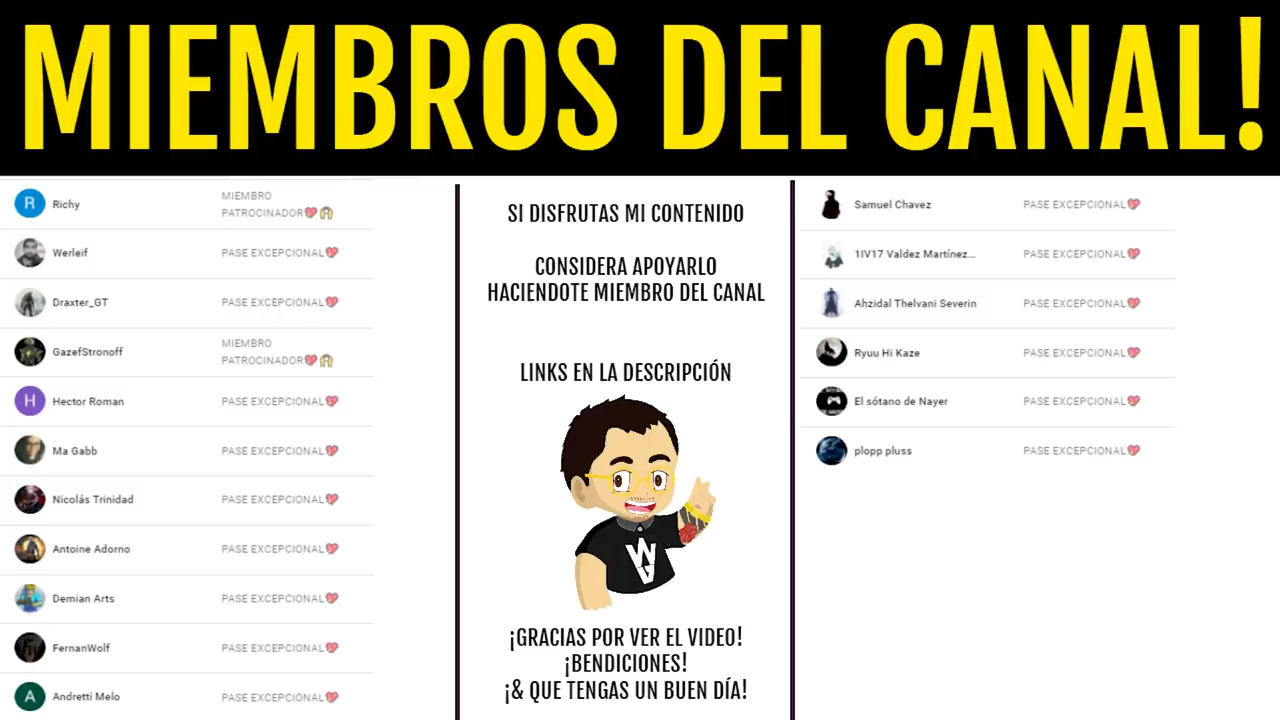 MIEMBROS DEL CANAL!
R
Richy
MIEMBRO
PATROCINADOR💖🙌
Werleif
PASE EXCEPCIONAL💖
Draxter_GT
PASE EXCEPCIONAL💖
GazefStronoff
MIEMBRO
PATROCINADOR💖🙌
H
Hector Roman
PASE EXCEPCIONAL💖
Ma Gabb
PASE EXCEPCIONAL💖
Nicolás Trinidad
PASE EXCEPCIONAL💖
Antoine Adorno
PASE EXCEPCIONAL💖
Demian Arts
PASE EXCEPCIONAL💖
FernanWolf
PASE EXCEPCIONAL💖
A
Andretti Melo
PASE EXCEPCIONAL💖
SI DISFRUTAS MI CONTENIDO
CONSIDERA APOYARLO
HACIENDOTE MIEMBRO DEL CANAL
LINKS EN LA DESCRIPCIÓN
¡GRACIAS POR VER EL VIDEO!
¡BENDICIONES!
¡& QUE TENGAS UN BUEN DÍA!
Samuel Chavez
PASE EXCEPCIONAL💖
1IV17 Valdez Martínez...
PASE EXCEPCIONAL💖
Ahzidal Thelvani Severin
PASE EXCEPCIONAL💖
Ryuu Hi Kaze
PASE EXCEPCIONAL💖
El sótano de Nayer
PASE EXCEPCIONAL💖
plopp pluss
PASE EXCEPCIONAL💖